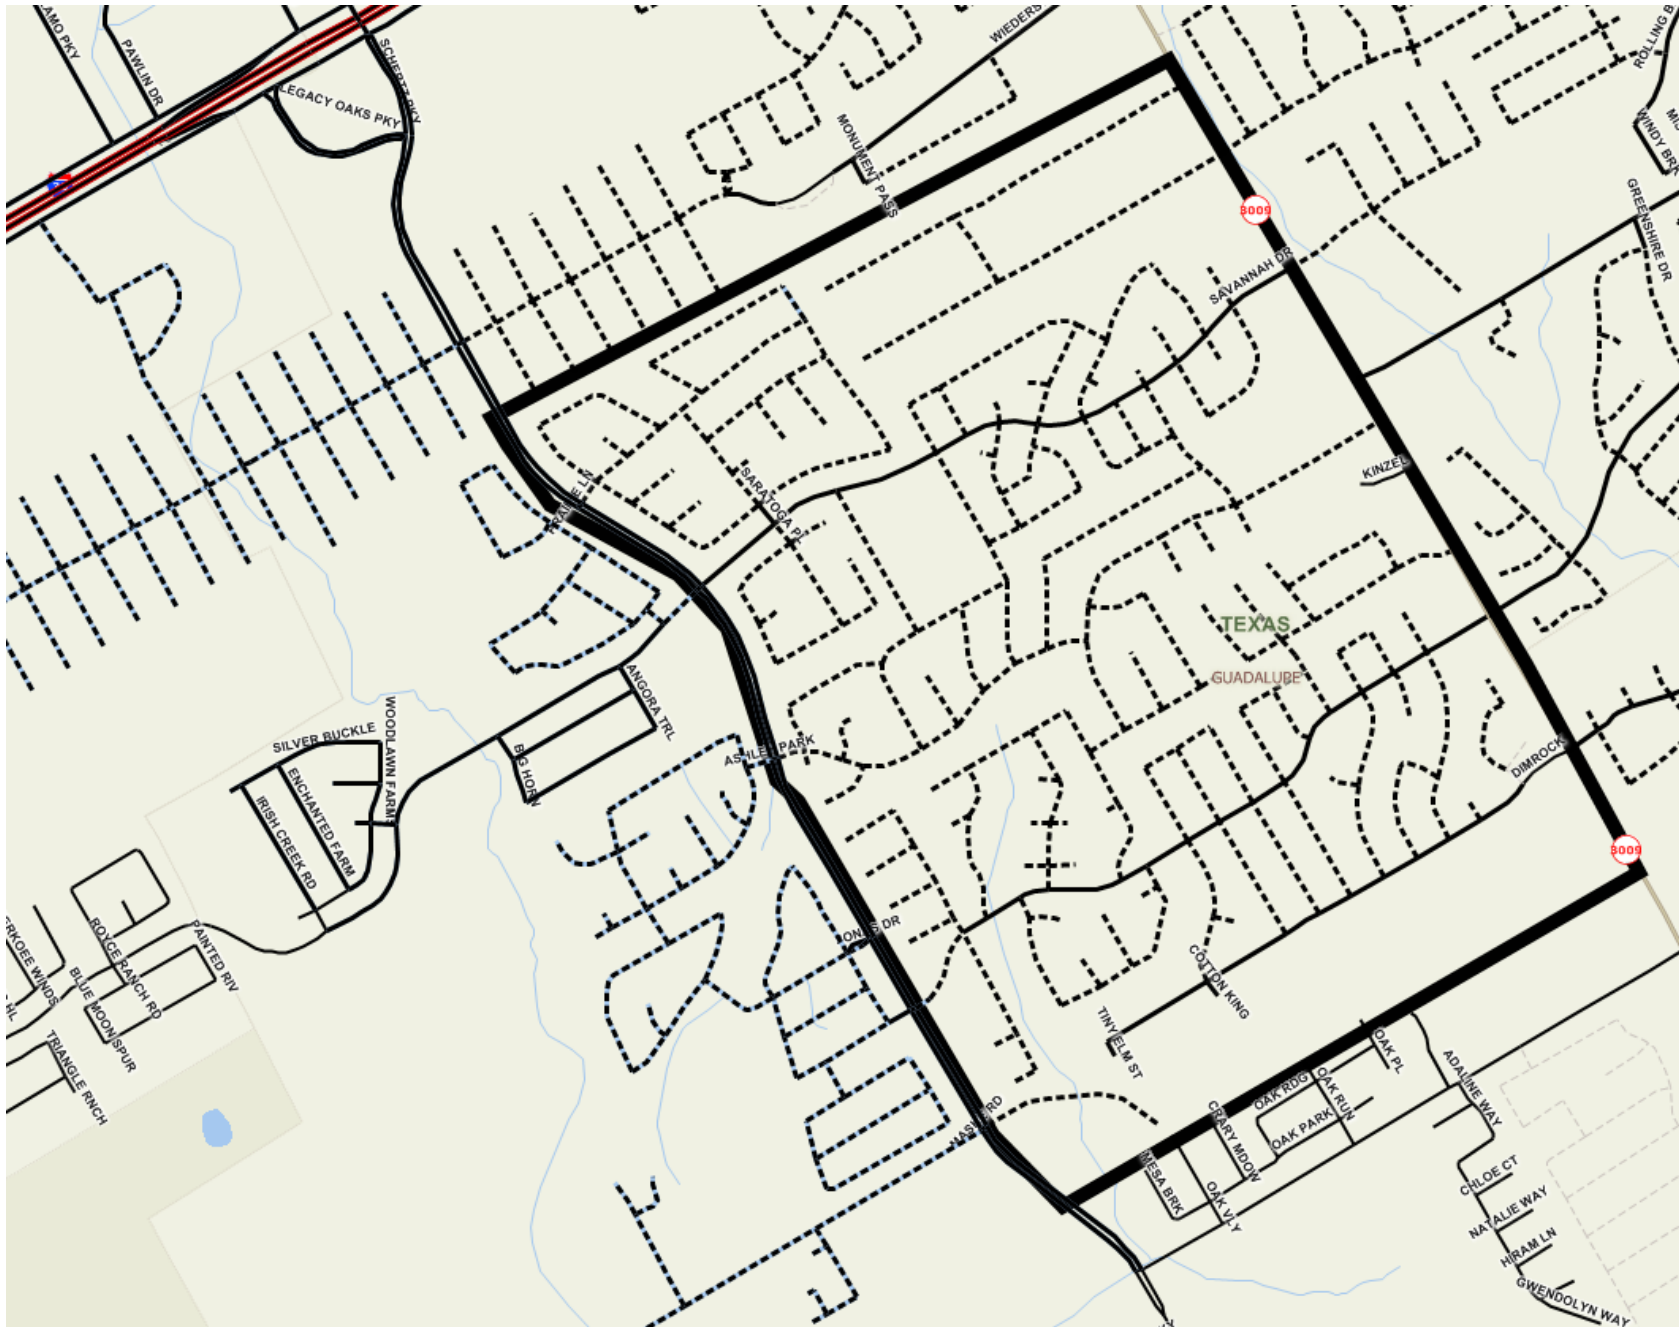 PAWLIN DR
SCHERTZ PKY
LEGACY OAKS PKY
WIEDERS
MONUMENT PASS
ROLLING B
WINDY BRK
GREENSHIRE DR
3009
SAVANNAH DR
KINZEL
SARATOGA PL
TEXAS
GUADALUPE
ANGORA TRL
BIG HORN
ASHLEY PARK
WOODLAWN FARMS
SILVER BUCKLE
ENCHANTED FARM
IRISH CREEK RD
DIMROCK
3009
JONAS DR
PAINTED RIV
ROYCE RANCH RD
BLUE MOON SPUR
TRIANGLE RNCH
COTTON KING
TINY ELM ST
OAK PL
ADALINE WAY
OAK RDG
OAK RUN
OAK PARK
CRARY MDOW
MESA BRK
OAK VLY
CHLOE CT
NATALIE WAY
HIRAM LN
GWENDOLYN WAY